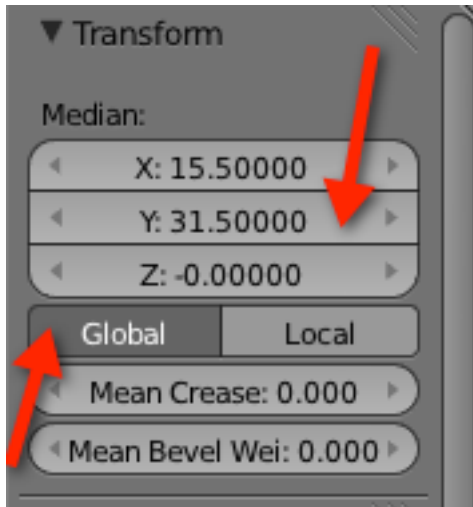 Transform
Median:
X: 15.50000
Y: 31.50000
Z: -0.00000
Global Local
Mean Crease: 0.000
Mean Bevel Wei: 0.000